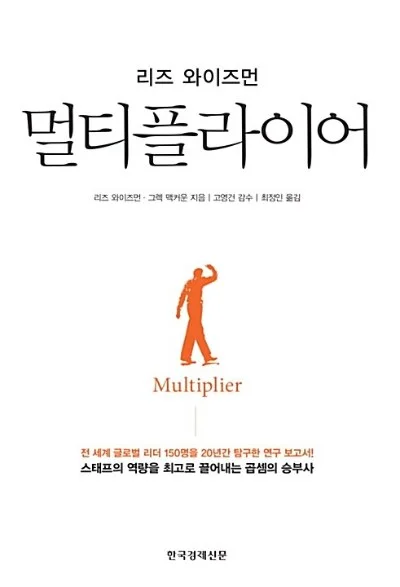 리즈 와이즈먼
멀티플라이어
리즈 와이즈먼 · 그렉 맥커운 지음 | 고영건 감수 | 최정인 옮김
Multiplier
전 세계 글로벌 리더 150명을 20년간 탐구한 연구 보고서!
스태프의 역량을 최고로 끌어내는 곱셈의 승부사
한국경제신문